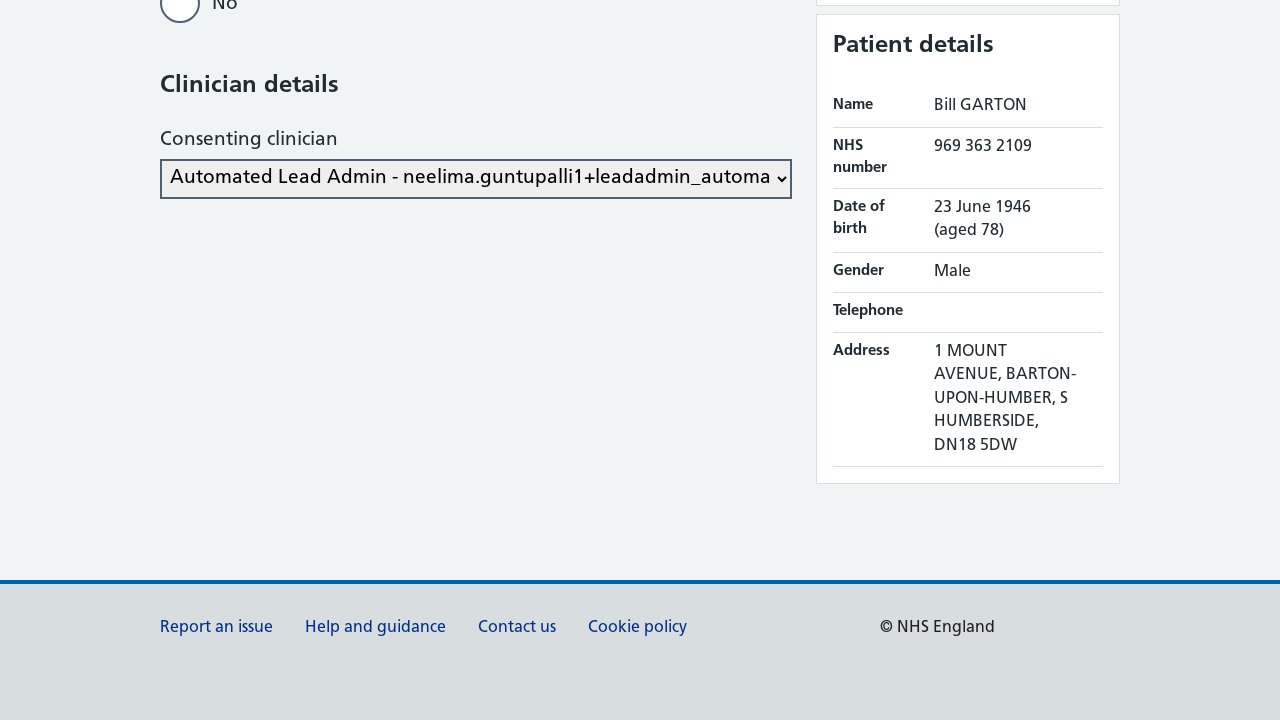 No
Clinician details
Consenting clinician
Automated Lead Admin - neelima.guntupalli1+leadadmin_automa
Patient details
Name Bill GARTON
NHS number 969 363 2109
Date of birth 23 June 1946 (aged 78)
Gender Male
Telephone
Address 1 MOUNT
AVENUE, BARTON-
UPON-HUMBER, S
HUMBERSIDE,
DN18 5DW
Report an issue Help and guidance Contact us Cookie policy © NHS England